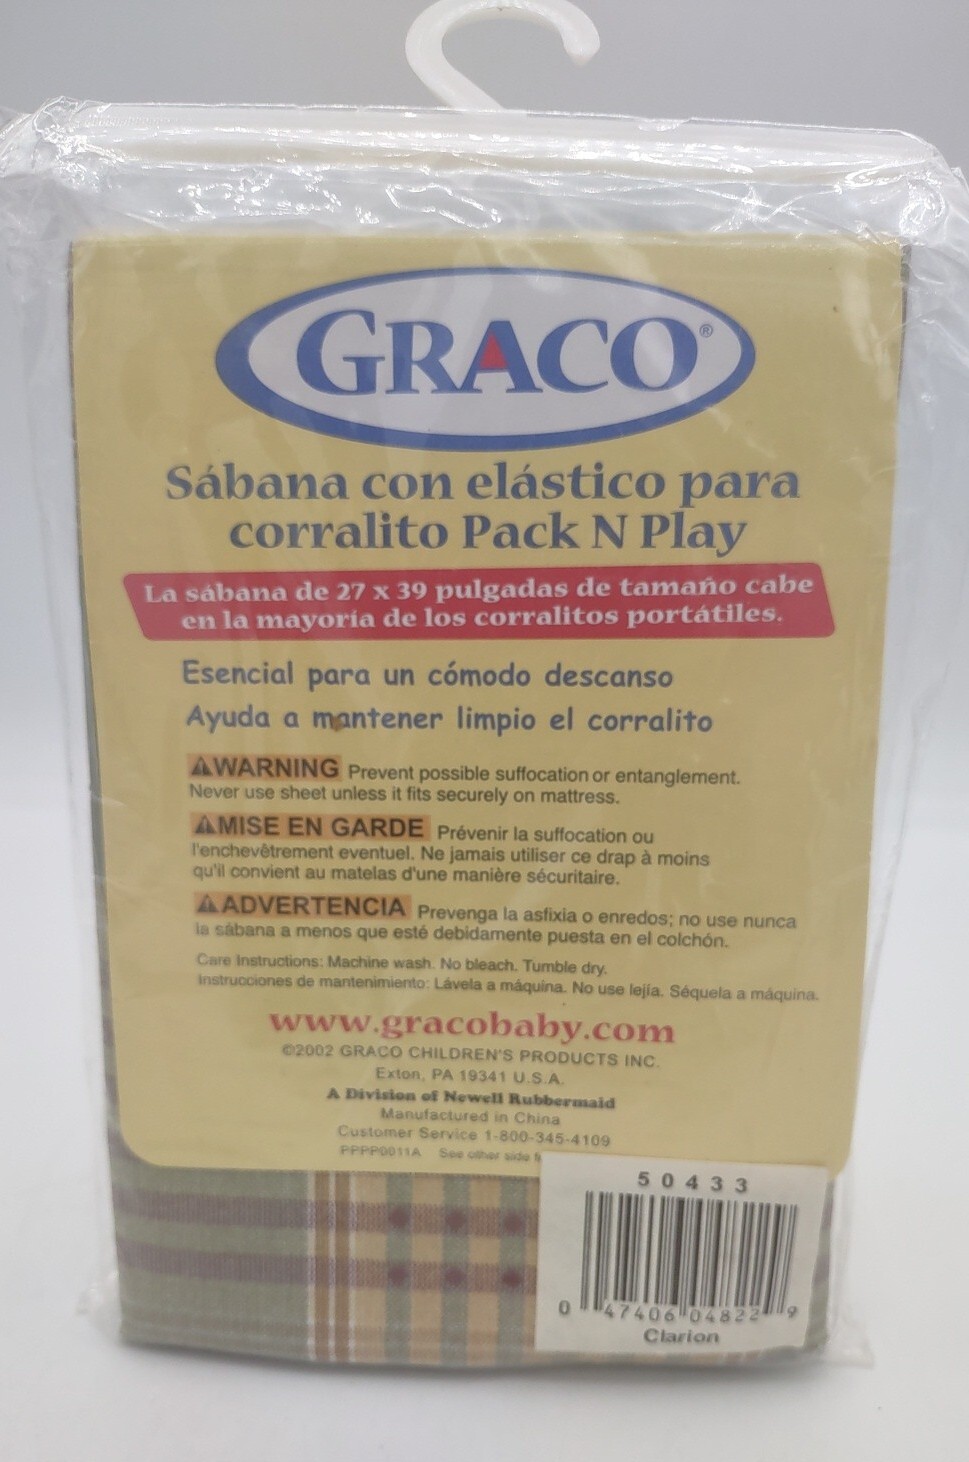 GRACO®
Sábana con elástico para
corralito Pack N Play
La sábana de 27 x 39 pulgadas de tamaño cabe
en la mayoría de los corralitos portátiles.
Esencial para un cómodo descanso
Ayuda a mantener limpio el corralito
⚠WARNING Prevent possible suffocation or entanglement.
Never use sheet unless it fits securely on mattress.
⚠MISE EN GARDE Prévenir la suffocation ou
l'enchevêtrement eventuel. Ne jamais utiliser ce drap à moins
qu'il convient au matelas d'une manière sécuritaire.
⚠ADVERTENCIA Prevenga la asfixia o enredos; no use nunca
la sábana a menos que esté debidamente puesta en el colchón.
Care Instructions: Machine wash. No bleach. Tumble dry.
Instrucciones de mantenimiento: Lávela a máquina. No use lejía. Séquela a máquina.
www.gracobaby.com
©2002 GRACO CHILDREN'S PRODUCTS INC.
Exton, PA 19341 U.S.A.
A Division of Newell Rubbermaid
Manufactured in China
Customer Service 1-800-345-4109
PPPP0011A See other side
50433
0 47406 04822 9
Clarion